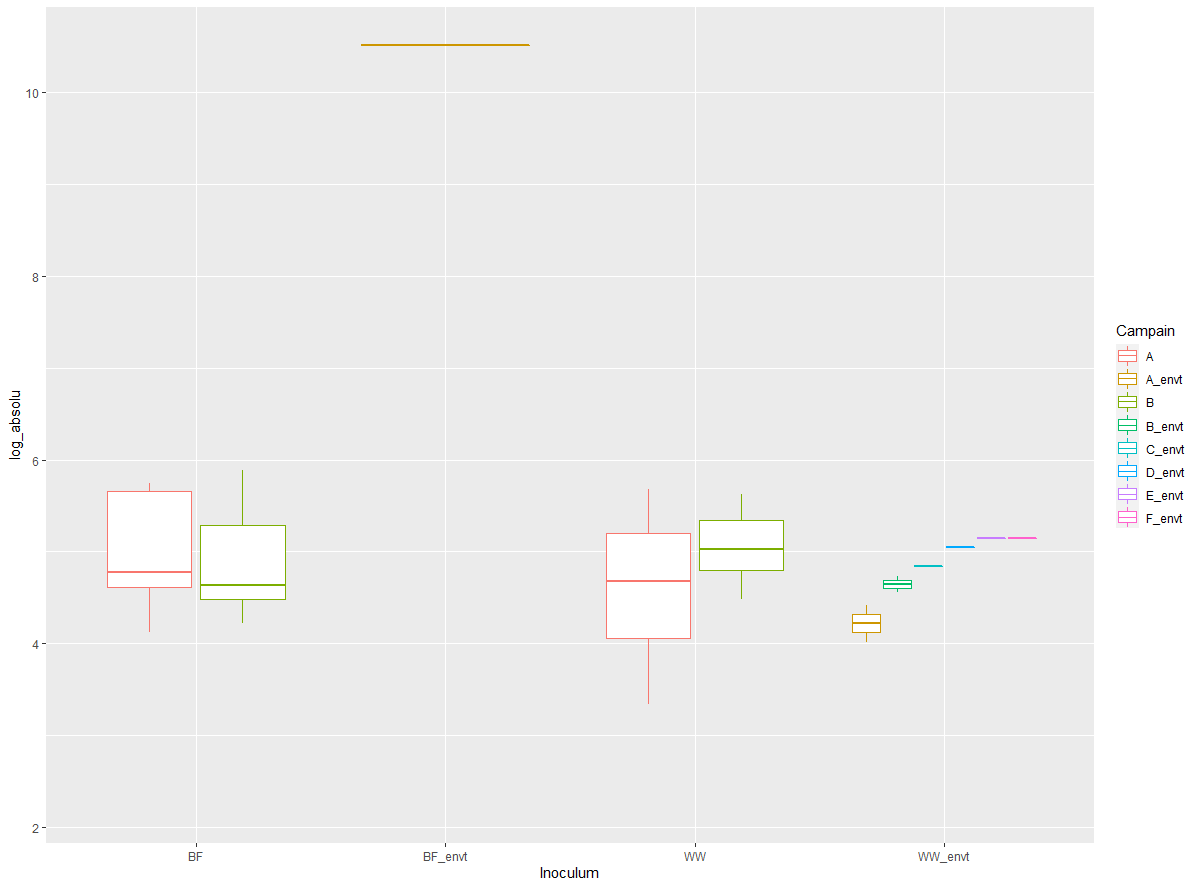 log_absolu
10
8
6
4
2
BF
BF_envt
WW
WW_envt
Inoculum
Campain
A
A_envt
B
B_envt
C_envt
D_envt
E_envt
F_envt